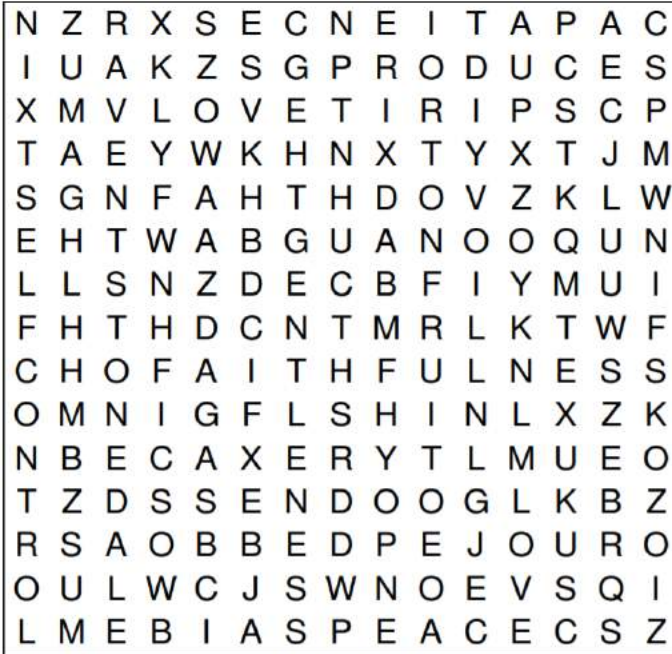 N Z R X S E C N E I T A P A C
I U A K Z S G P R O D U C E S
X M V L O V E T I R I P S C P
T A E Y W K H N X T Y X T J M
S G N F A H T H D O V Z K L W
E H T W A B G U A N O O Q U N
L L S N Z D E C B F I Y M U I
F H T H D C N T M R L K T W F
C H O F A I T H F U L N E S S
O M N I G F L S H I N L X Z K
N B E C A X E R Y T L M U E O
T Z D S S E N D O O G L K B Z
R S A O B B E D P E J O U R O
O U L W C J S W N O E V S Q I
L M E B I A S P E A C E C S Z